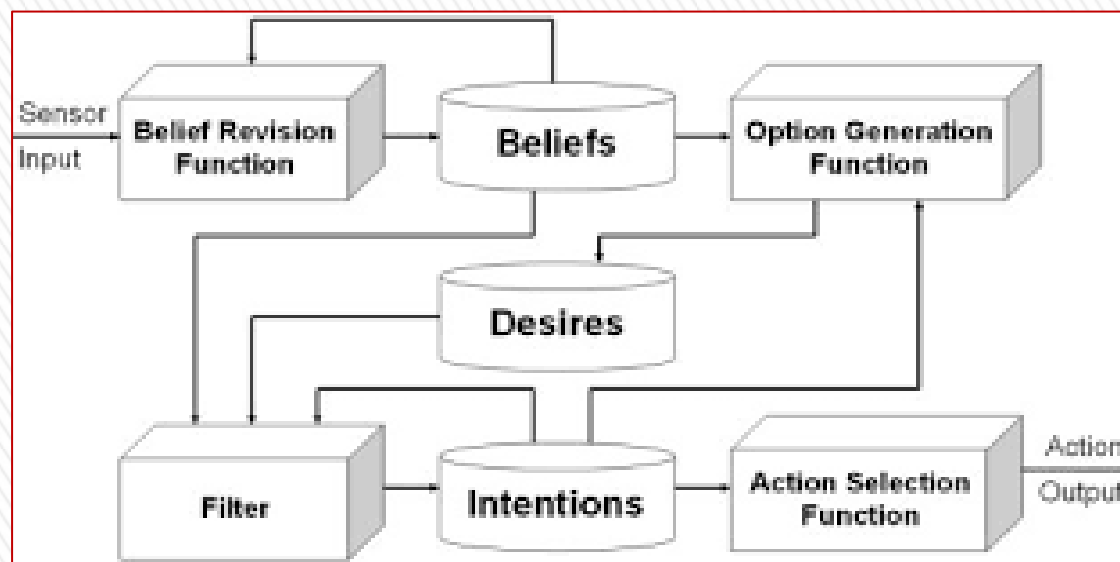 Sensor
Input
Belief Revision
Function
Beliefs
Option Generation
Function
Desires
Filter
Intentions
Action Selection
Function
Action
Output